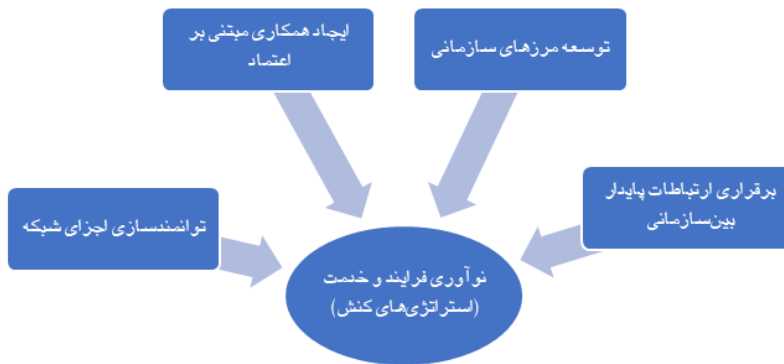 ایجاد همکاری مبتنی بر
اعتماد
توسعه مرزهای سازمانی
برقراری ارتباطات پایدار
بین‌سازمانی
توانمندسازی اجزای شبکه
نوآوری فرایند و خدمت
(استراتژی‌های کنش)